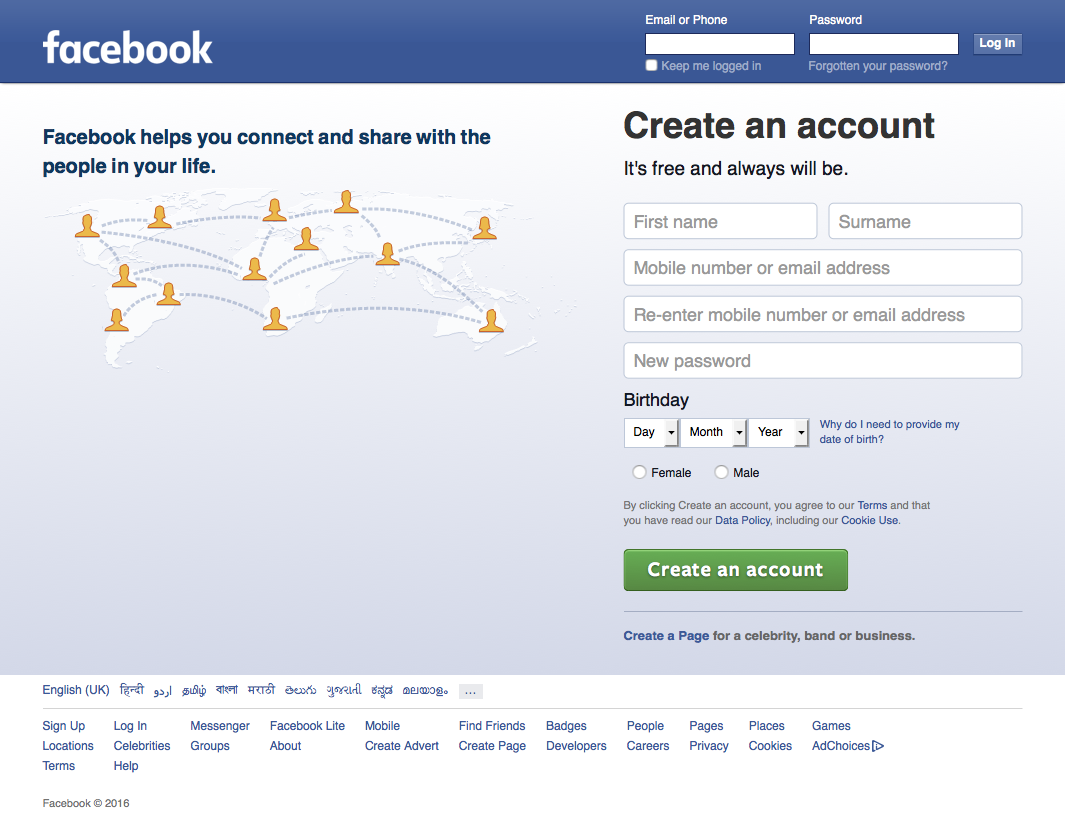 facebook
Email or Phone
Password
Log In
Keep me logged in
Forgotten your password?
Facebook helps you connect and share with the
people in your life.
Create an account
It's free and always will be.
First name
Surname
Mobile number or email address
Re-enter mobile number or email address
New password
Birthday
Day
Month
Year
Why do I need to provide my
date of birth?
Female
Male
By clicking Create an account, you agree to our Terms and that
you have read our Data Policy, including our Cookie Use.
Create an account
Create a Page for a celebrity, band or business.
English (UK) हिन्दी اردو தமிழ் বাংলা मराठी తెలుగు ગુજરાતી ಕನ್ನಡ മലയാളം ...
Sign Up Log In Messenger Facebook Lite Mobile Find Friends Badges People Pages Places Games
Locations Celebrities Groups About Create Advert Create Page Developers Careers Privacy Cookies AdChoices
Terms Help
Facebook © 2016